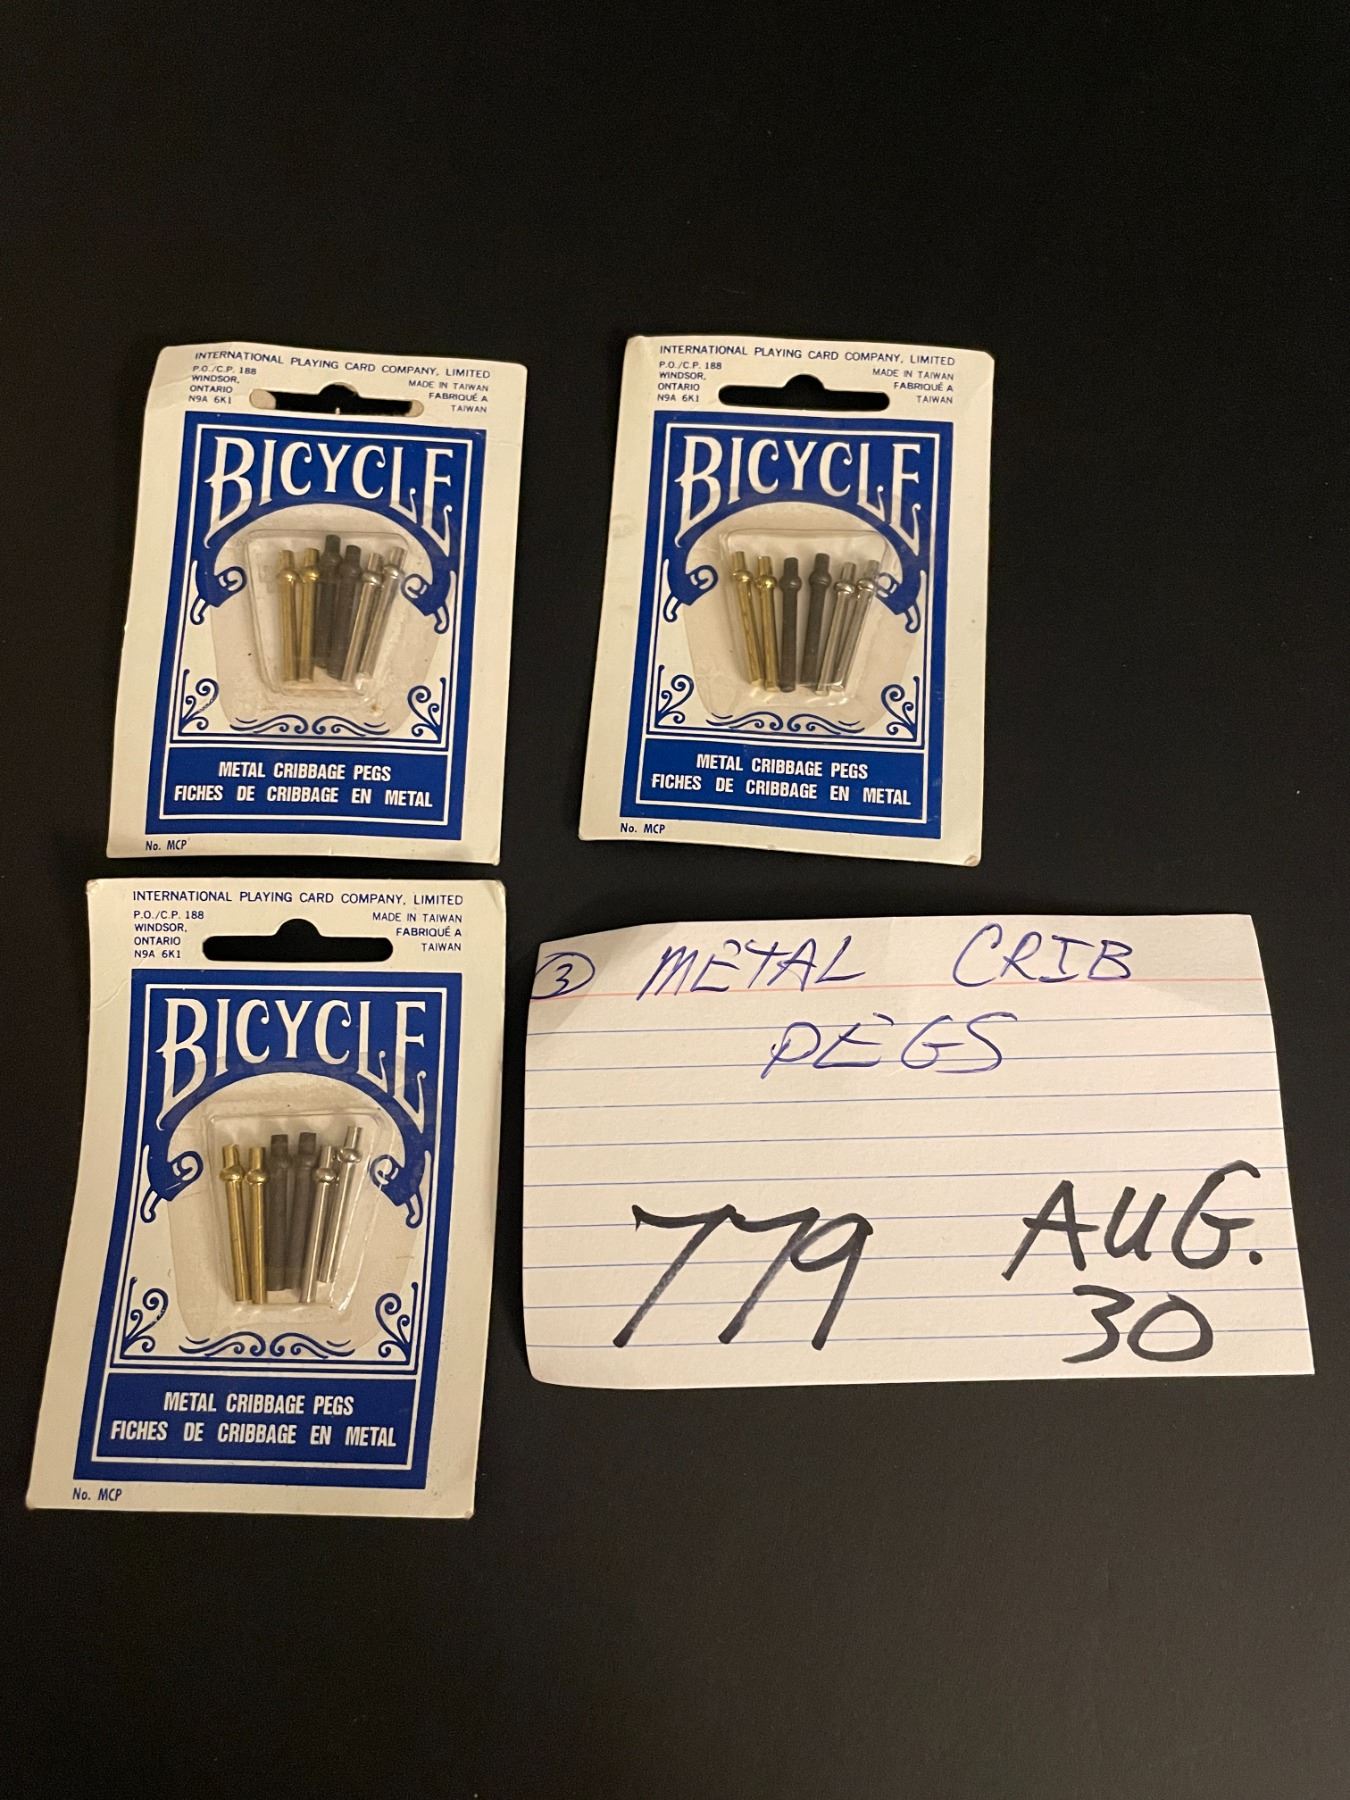 INTERNATIONAL PLAYING CARD COMPANY, LIMITED
P.O./C.P. 188
WINDSOR,
ONTARIO
N9A 6K1
MADE IN TAIWAN
FABRIQUÉ A
TAIWAN
BICYCLE
METAL CRIBBAGE PEGS
FICHES DE CRIBBAGE EN METAL
No. MCP
INTERNATIONAL PLAYING CARD COMPANY, LIMITED
P.O./C.P. 188
WINDSOR,
ONTARIO
N9A 6K1
MADE IN TAIWAN
FABRIQUÉ A
TAIWAN
BICYCLE
METAL CRIBBAGE PEGS
FICHES DE CRIBBAGE EN METAL
No. MCP
INTERNATIONAL PLAYING CARD COMPANY, LIMITED
P.O./C.P. 188
WINDSOR,
ONTARIO
N9A 6K1
MADE IN TAIWAN
FABRIQUÉ A
TAIWAN
BICYCLE
METAL CRIBBAGE PEGS
FICHES DE CRIBBAGE EN METAL
No. MCP
3 METAL CRIB
PEGS
779 AUG.
30